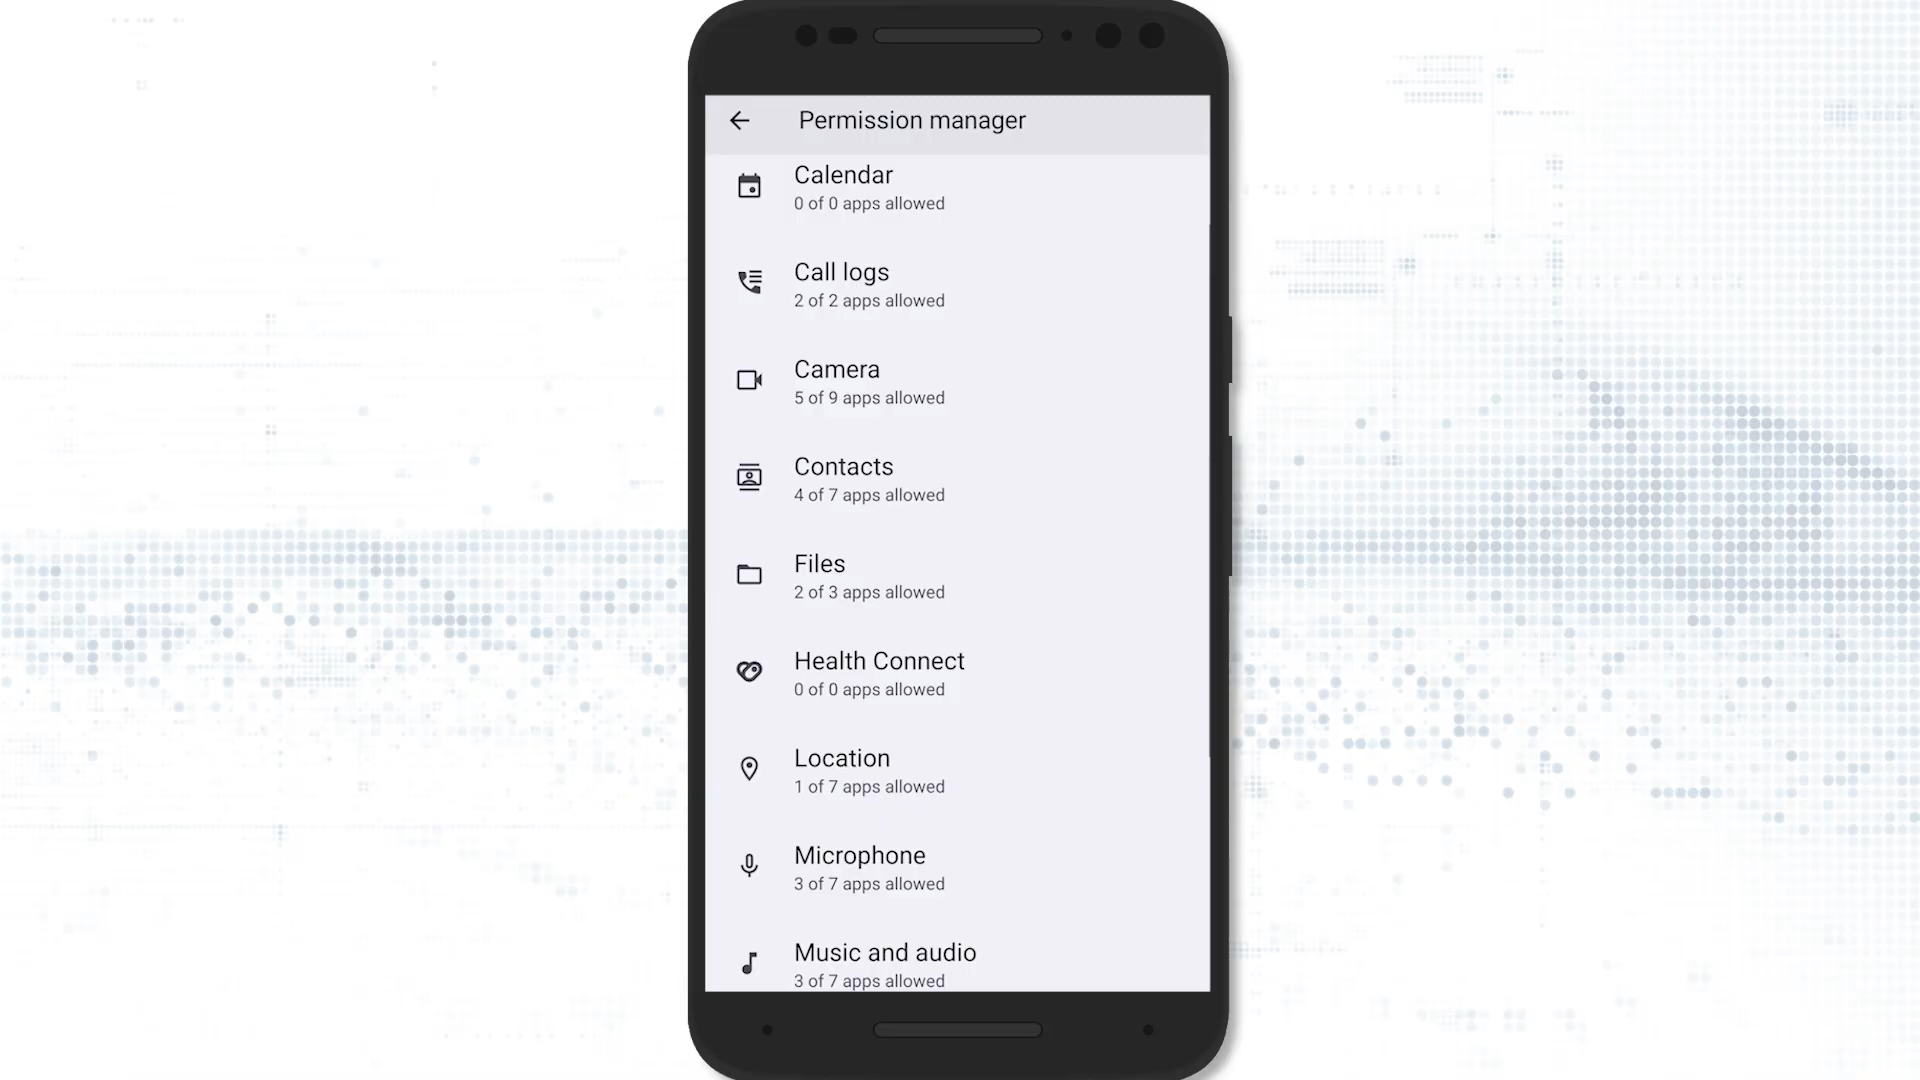 Permission manager
Calendar
0 of 0 apps allowed
Call logs
2 of 2 apps allowed
Camera
5 of 9 apps allowed
Contacts
4 of 7 apps allowed
Files
2 of 3 apps allowed
Health Connect
0 of 0 apps allowed
Location
1 of 7 apps allowed
Microphone
3 of 7 apps allowed
Music and audio
3 of 7 apps allowed